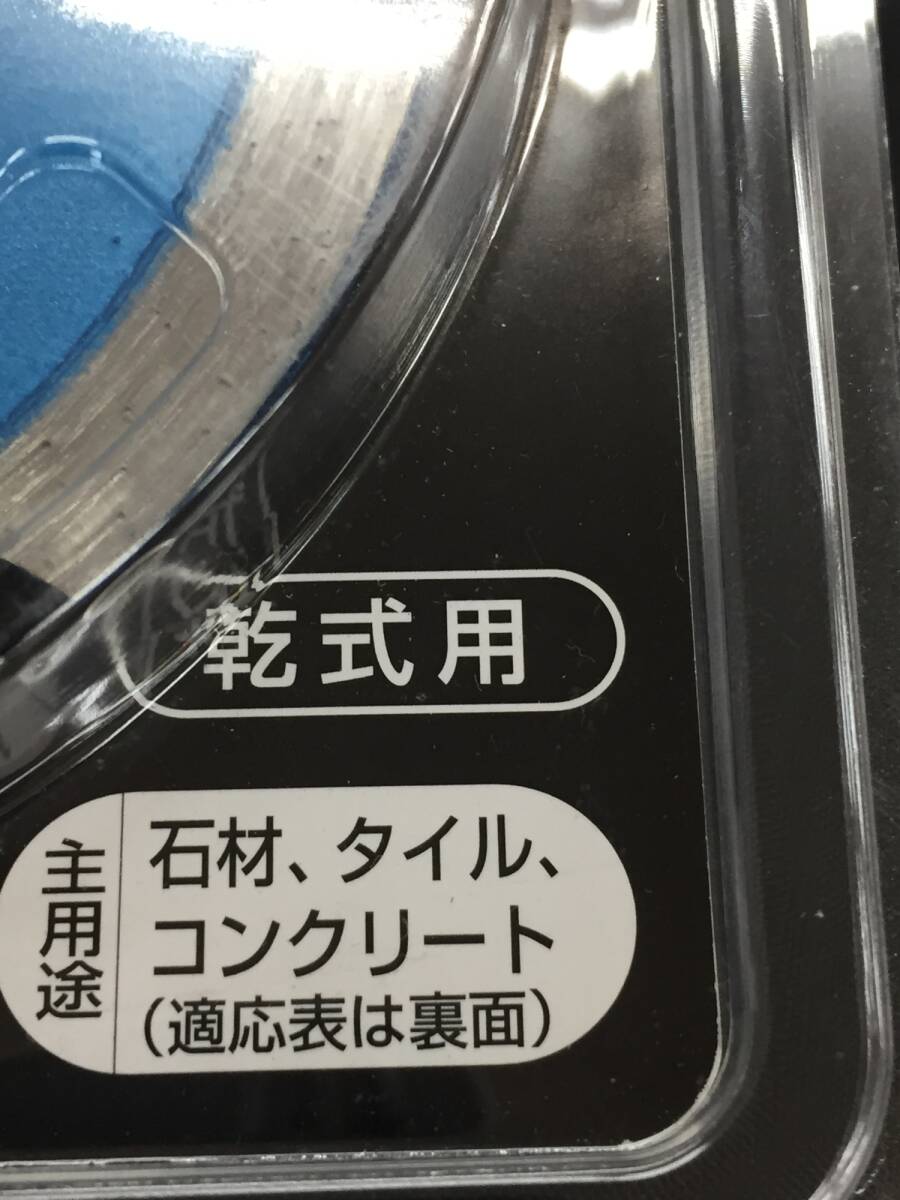 乾式用
主用途
石材、タイル、
コンクリート
（適応表は裏面）